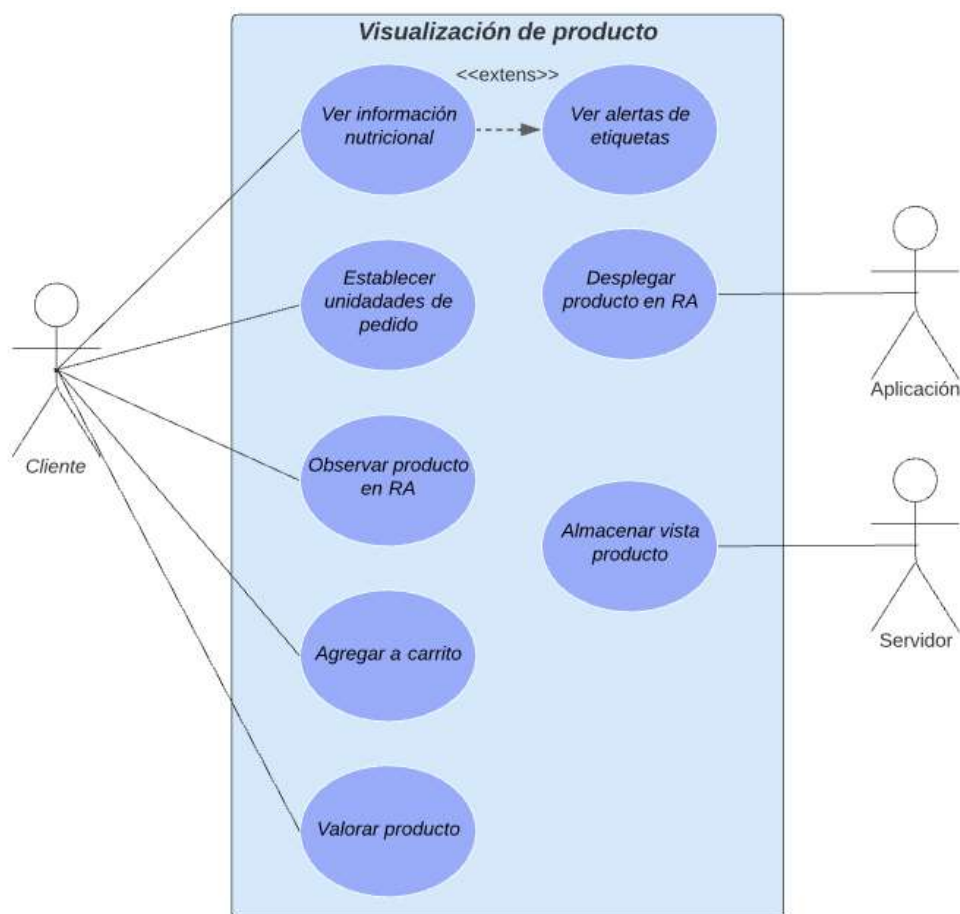 Visualización de producto
<<extens>>
Ver información
nutricional
Ver alertas de
etiquetas
Establecer
unidadades de
pedido
Desplegar
producto en RA
Aplicación
Cliente
Observar producto
en RA
Almacenar vista
producto
Servidor
Agregar a carrito
Valorar producto